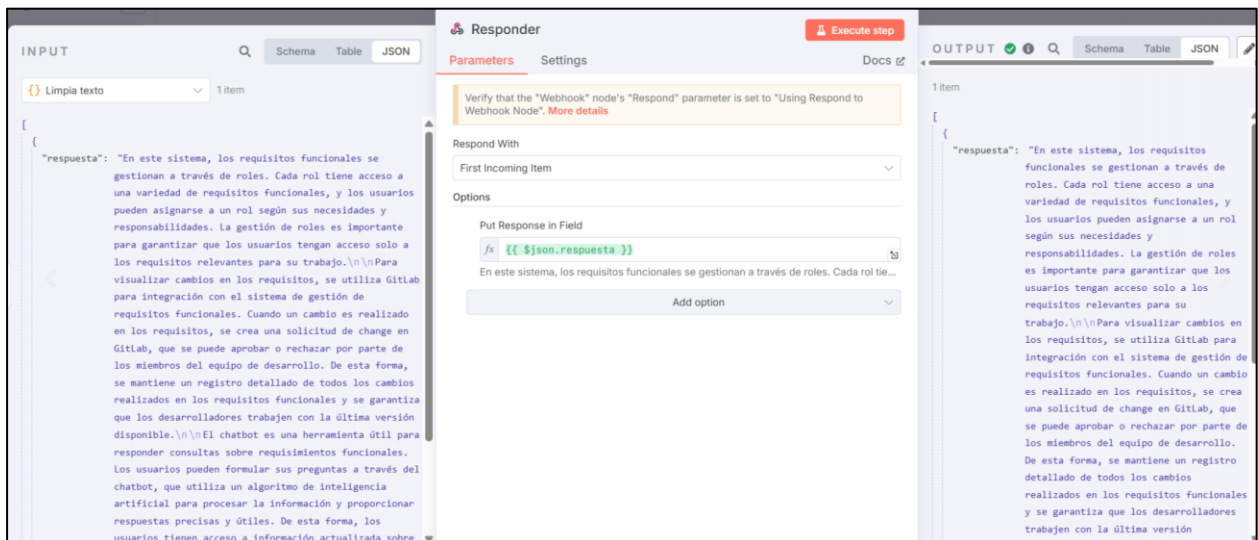 INPUT
Schema Table JSON
{} Limpia texto
1 item
[
{
"respuesta": "En este sistema, los requisitos funcionales se
gestionan a través de roles. Cada rol tiene acceso a
una variedad de requisitos funcionales, y los usuarios
pueden asignarse a un rol según sus necesidades y
responsabilidades. La gestión de roles es importante
para garantizar que los usuarios tengan acceso solo a
los requisitos relevantes para su trabajo.\n\nPara
visualizar cambios en los requisitos, se utiliza GitLab
para integración con el sistema de gestión de
requisitos funcionales. Cuando un cambio es realizado
en los requisitos, se crea una solicitud de change en
GitLab, que se puede aprobar o rechazar por parte de
los miembros del equipo de desarrollo. De esta forma,
se mantiene un registro detallado de todos los cambios
realizados en los requisitos funcionales y se garantiza
que los desarrolladores trabajen con la última versión
disponible.\n\nEl chatbot es una herramienta útil para
responder consultas sobre requisimientos funcionales.
Los usuarios pueden formular sus preguntas a través del
chatbot, que utiliza un algoritmo de inteligencia
artificial para procesar la información y proporcionar
respuestas precisas y útiles. De esta forma, los
usuarios tienen acceso a información actualizada sobre
Responder
Execute step
Parameters Settings Docs
Verify that the "Webhook" node's "Respond" parameter is set to "Using Respond to
Webhook Node". More details
Respond With
First Incoming Item
Options
Put Response in Field
fx {{ $json.respuesta }}
En este sistema, los requisitos funcionales se gestionan a través de roles. Cada rol tie...
Add option
OUTPUT
Schema Table JSON
1 item
[
{
"respuesta": "En este sistema, los requisitos
funcionales se gestionan a través de
roles. Cada rol tiene acceso a una
variedad de requisitos funcionales, y
los usuarios pueden asignarse a un rol
según sus necesidades y
responsabilidades. La gestión de roles
es importante para garantizar que los
usuarios tengan acceso solo a los
requisitos relevantes para su
trabajo.\n\nPara visualizar cambios en
los requisitos, se utiliza GitLab para
integración con el sistema de gestión de
requisitos funcionales. Cuando un cambio
es realizado en los requisitos, se crea
una solicitud de change en GitLab, que
se puede aprobar o rechazar por parte de
los miembros del equipo de desarrollo.
De esta forma, se mantiene un registro
detallado de todos los cambios
realizados en los requisitos funcionales
y se garantiza que los desarrolladores
trabajen con la última versión